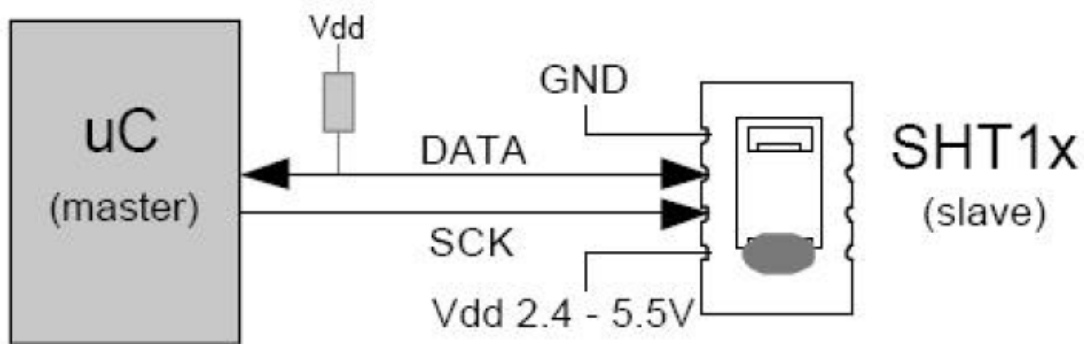 Vdd
uC
(master)
DATA
SCK
GND
Vdd 2.4 - 5.5V
SHT1x
(slave)